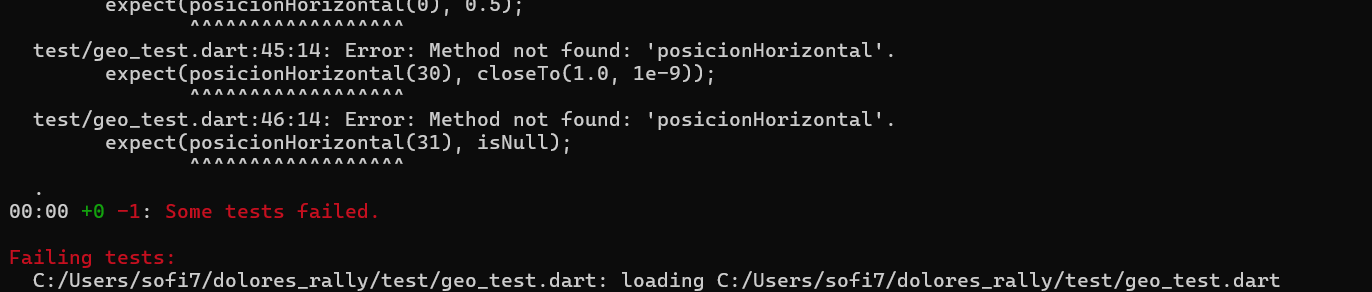 expect(posicionHorizontal(0), 0.5);
^^^^^^^^^^^^^^^^^^
test/geo_test.dart:45:14: Error: Method not found: 'posicionHorizontal'.
expect(posicionHorizontal(30), closeTo(1.0, 1e-9));
^^^^^^^^^^^^^^^^^^
test/geo_test.dart:46:14: Error: Method not found: 'posicionHorizontal'.
expect(posicionHorizontal(31), isNull);
^^^^^^^^^^^^^^^^^^
.
00:00 +0 -1: Some tests failed.
Failing tests:
C:/Users/sofi7/dolores_rally/test/geo_test.dart: loading C:/Users/sofi7/dolores_rally/test/geo_test.dart